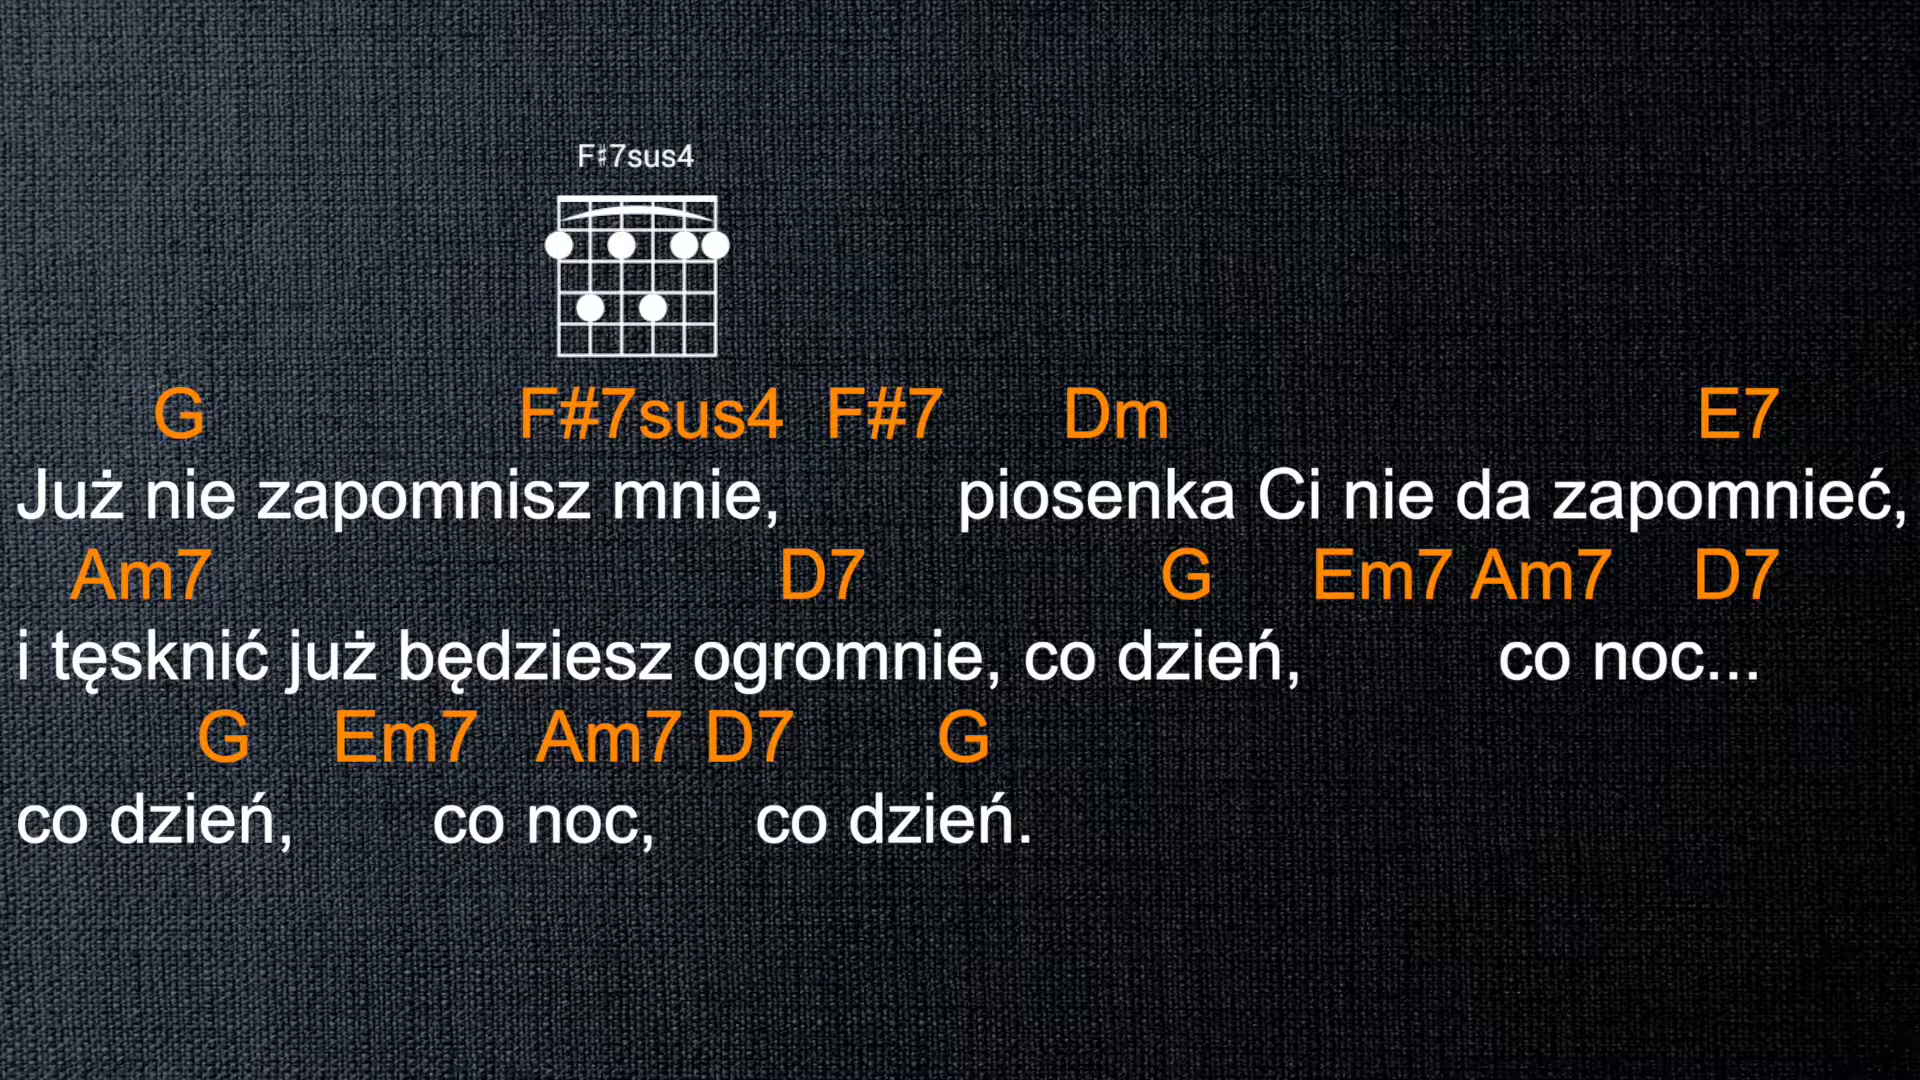 F♯7sus4
G F#7sus4 F#7 Dm E7
Już nie zapomnisz mnie, piosenka Ci nie da zapomnieć,
Am7 D7 G Em7 Am7 D7
i tęsknić już będziesz ogromnie, co dzień, co noc...
G Em7 Am7 D7 G
co dzień, co noc, co dzień.